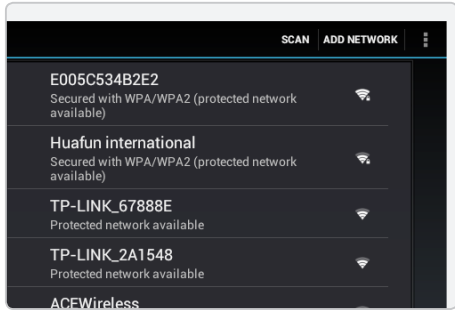 SCAN ADD NETWORK
E005C534B2E2
Secured with WPA/WPA2 (protected network
available)
Huafun international
Secured with WPA/WPA2 (protected network
available)
TP-LINK_67888E
Protected network available
TP-LINK_2A1548
Protected network available
ACEWireless